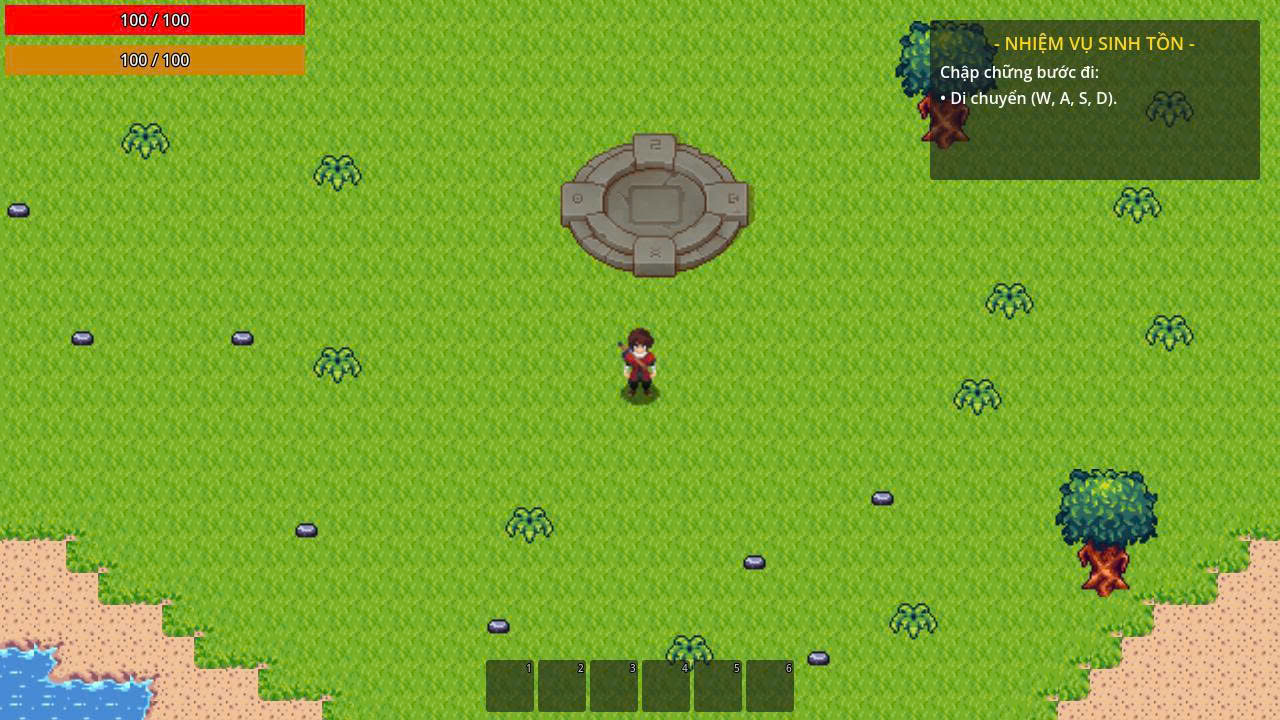 100 / 100
100 / 100
- NHIỆM VỤ SINH TỒN -
Chập chững bước đi:
• Di chuyển (W, A, S, D).
1 2 3 4 5 6